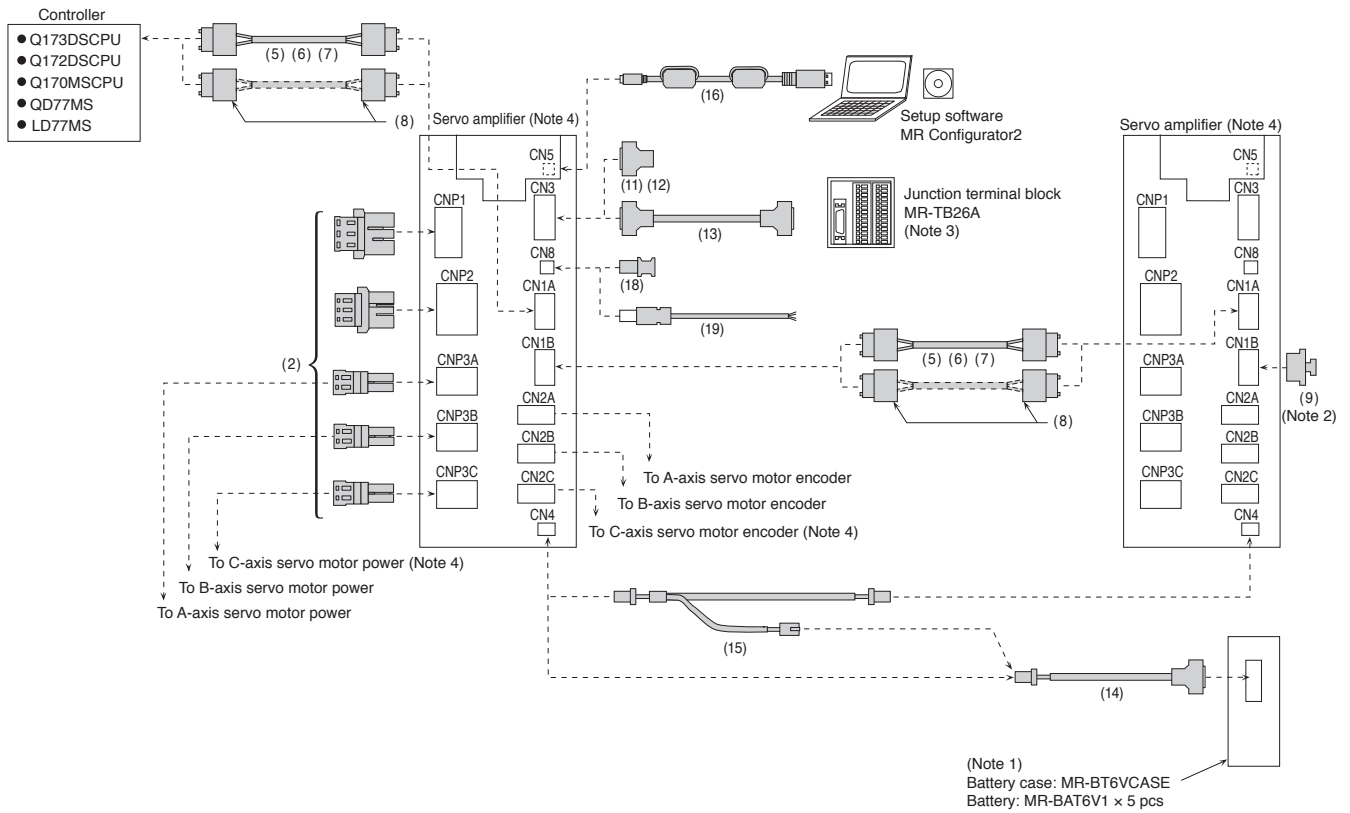 Controller
● Q173DSCPU
● Q172DSCPU
● Q170MSCPU
● QD77MS
● LD77MS
(5) (6) (7)
(8)
(16)
Setup software
MR Configurator2
Servo amplifier (Note 4)
CN5
CN3
CNP1
CN8
CNP2
CN1A
CN1B
CNP3A
CN2A
CNP3B
CN2B
CNP3C
CN2C
CN4
(2)
(11) (12)
(13)
Junction terminal block
MR-TB26A
(Note 3)
(18)
(19)
(5) (6) (7)
(8)
Servo amplifier (Note 4)
CN5
CN3
CNP1
CN8
CNP2
CN1A
CN1B
CNP3A
CN2A
CNP3B
CN2B
CNP3C
CN2C
CN4
(9)
(Note 2)
To A-axis servo motor encoder
To B-axis servo motor encoder
To C-axis servo motor encoder (Note 4)
To C-axis servo motor power (Note 4)
To B-axis servo motor power
To A-axis servo motor power
(15)
(14)
(Note 1)
Battery case: MR-BT6VCASE
Battery: MR-BAT6V1 × 5 pcs